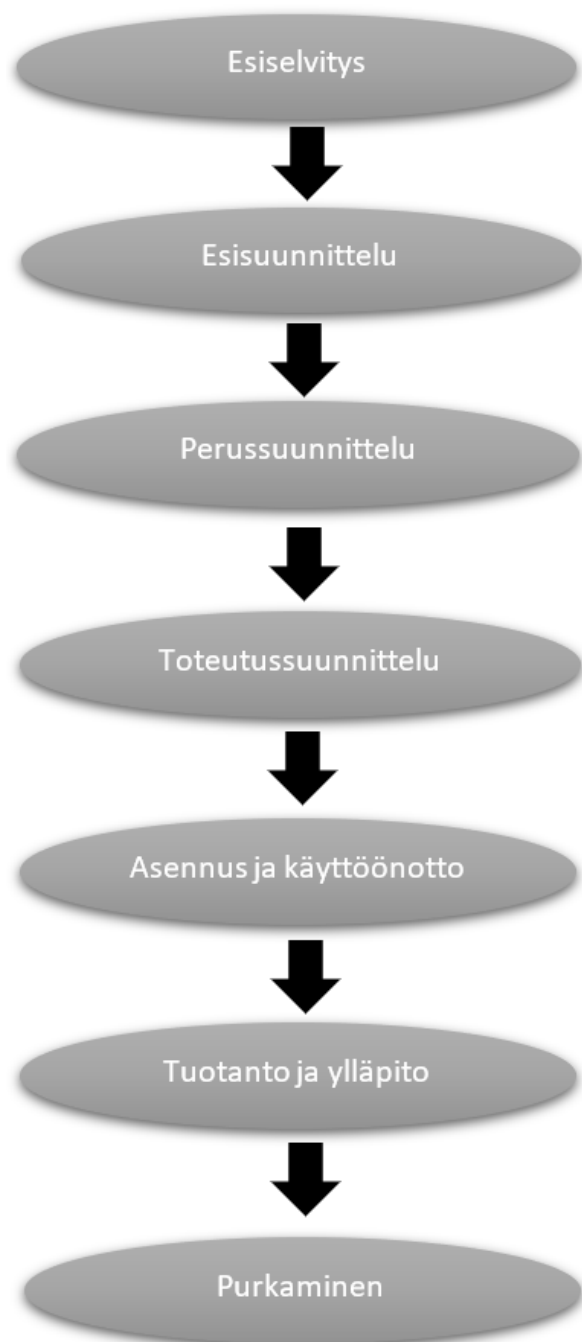 Esiselvitys
Esisuunnittelu
Perussuunnittelu
Toteutussuunnittelu
Asennus ja käyttöönotto
Tuotanto ja ylläpito
Purkaminen